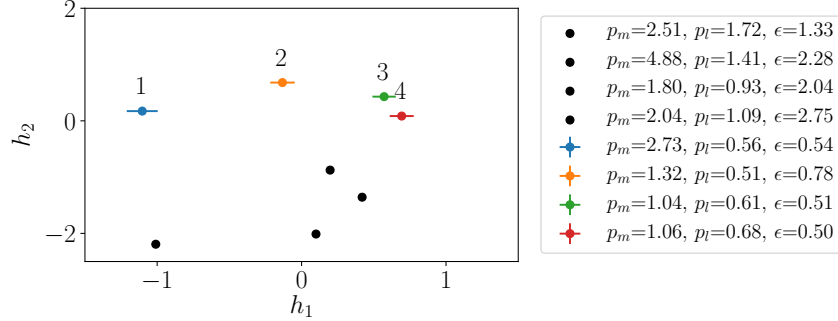 2
0
−2
h₂
1
2
3
4
−1
0
1
h₁
pₘ=2.51, pₗ=1.72, ϵ=1.33
pₘ=4.88, pₗ=1.41, ϵ=2.28
pₘ=1.80, pₗ=0.93, ϵ=2.04
pₘ=2.04, pₗ=1.09, ϵ=2.75
pₘ=2.73, pₗ=0.56, ϵ=0.54
pₘ=1.32, pₗ=0.51, ϵ=0.78
pₘ=1.04, pₗ=0.61, ϵ=0.51
pₘ=1.06, pₗ=0.68, ϵ=0.50